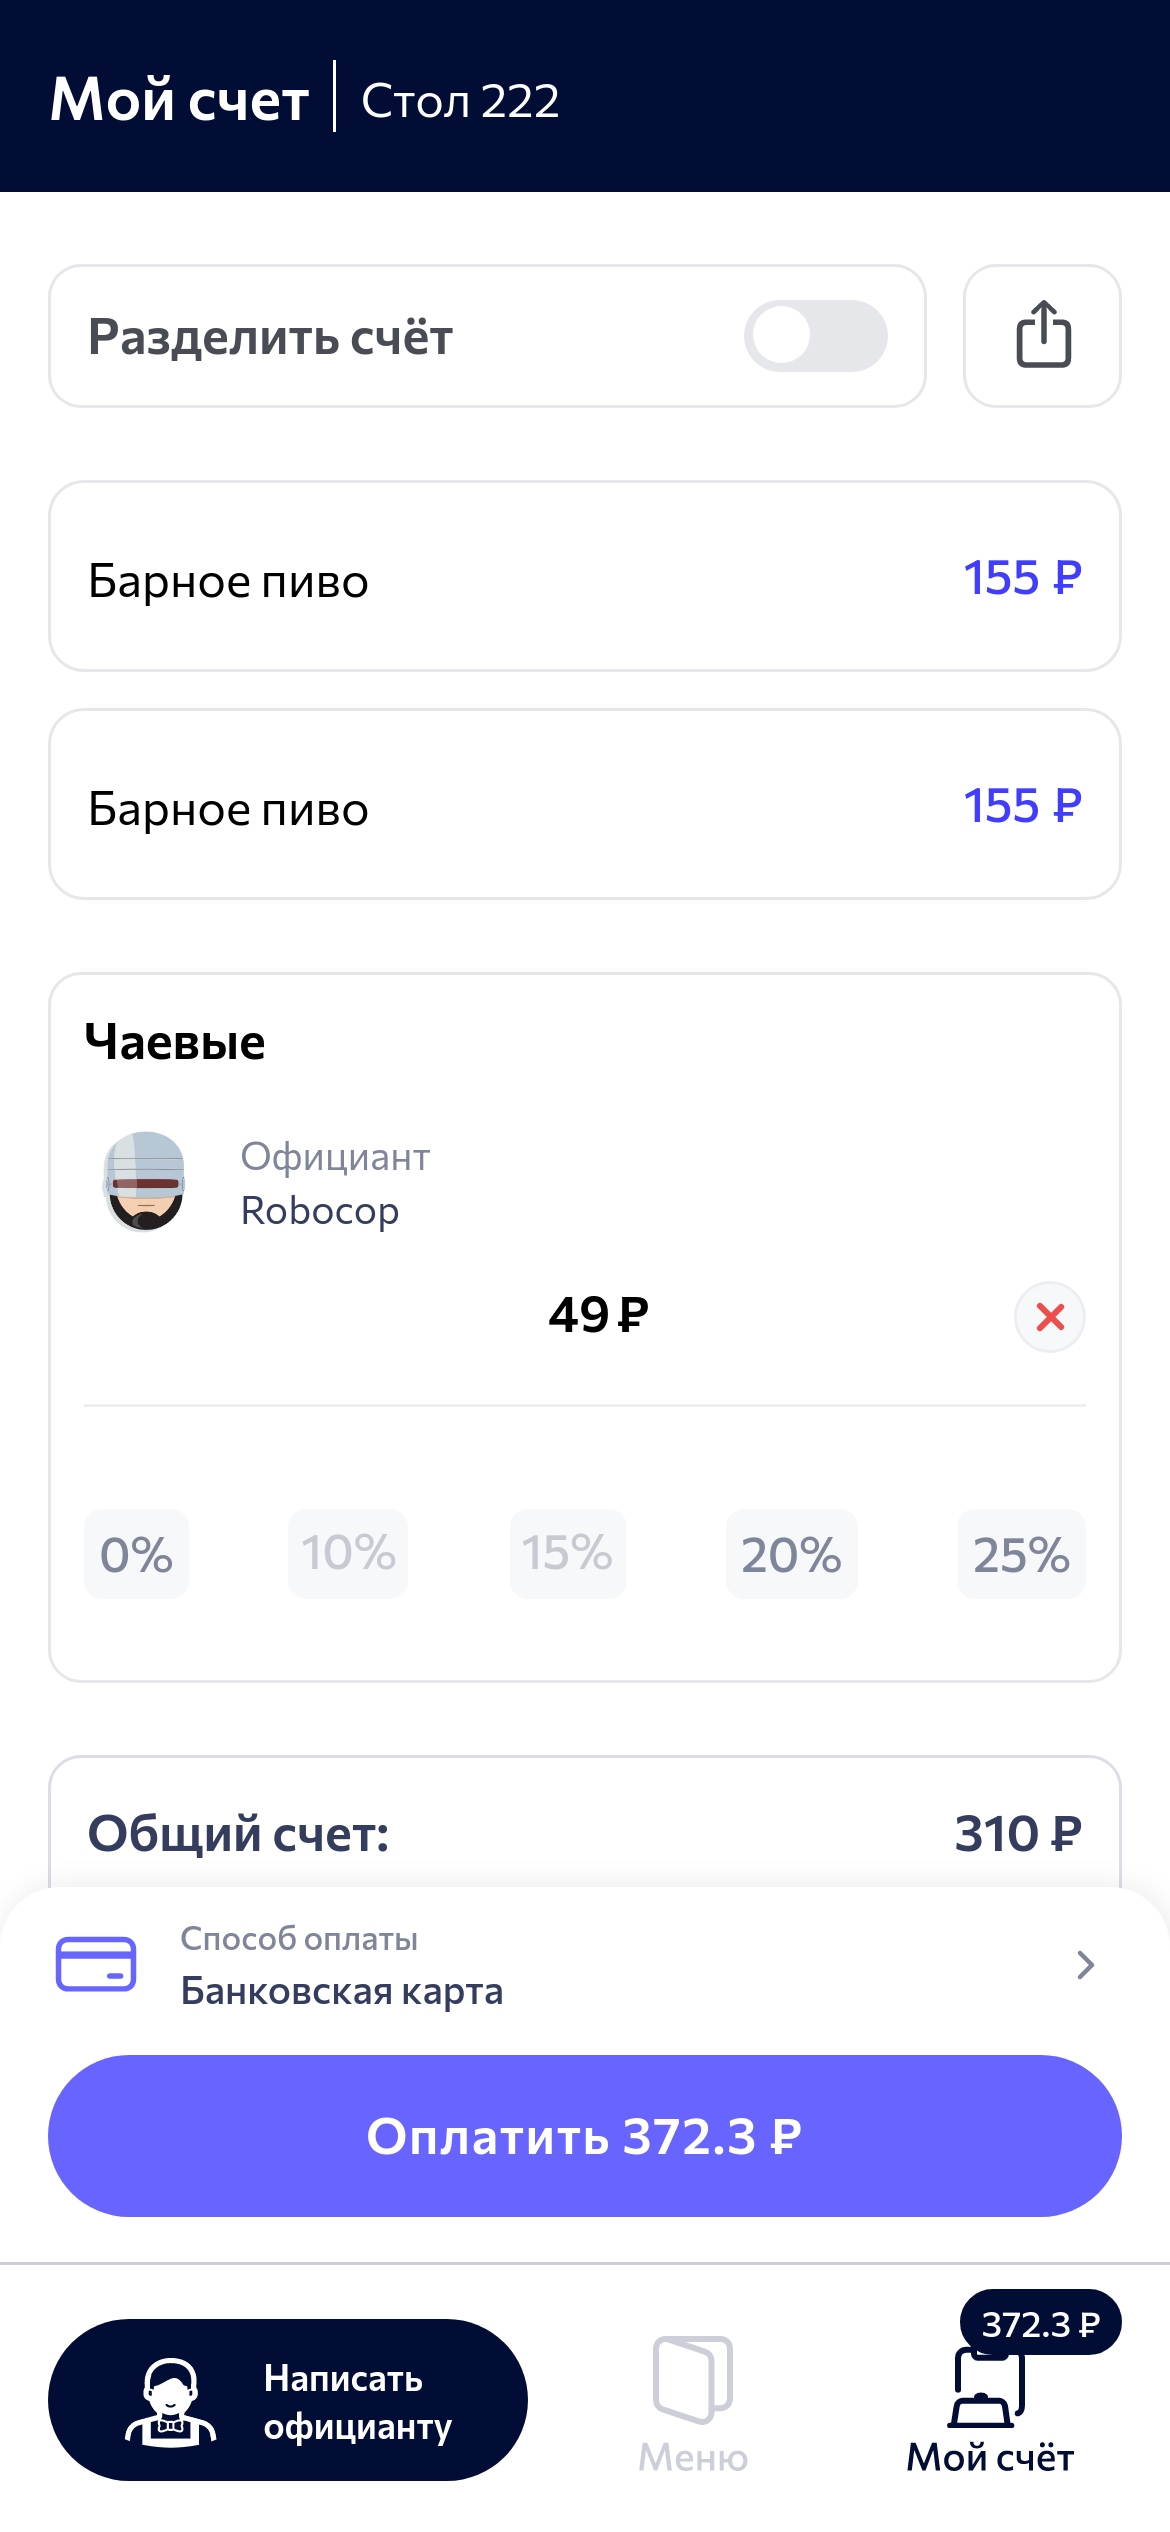 Мой счет
Стол 222
Разделить счёт
Барное пиво
155 ₽
Барное пиво
155 ₽
Чаевые
Официант
Robocop
49 ₽
0%
10%
15%
20%
25%
Общий счет:
310 ₽
Способ оплаты
Банковская карта
Оплатить 372.3 ₽
Написать
официанту
Меню
372.3 ₽
Мой счёт